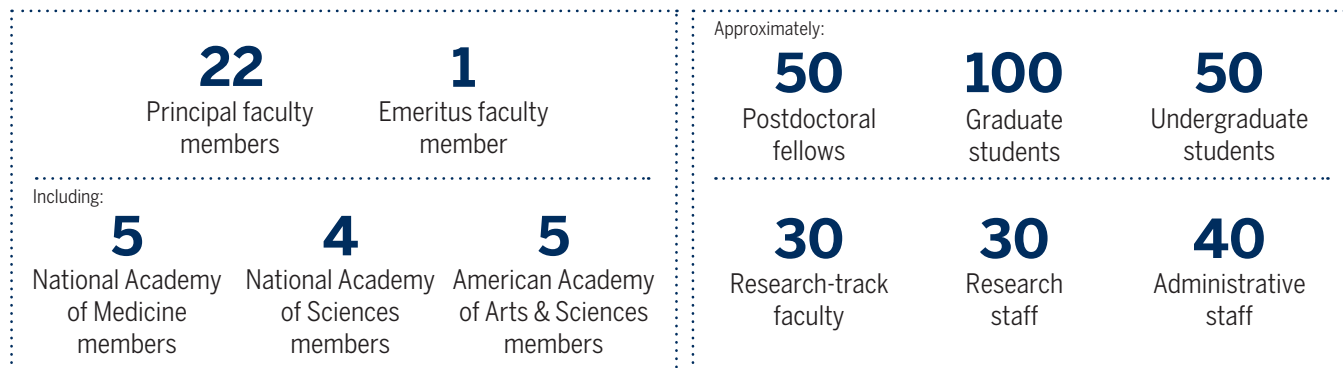 22
Principal faculty
members
1
Emeritus faculty
member
Including:
5
National Academy
of Medicine
members
4
National Academy
of Sciences
members
5
American Academy
of Arts & Sciences
members
Approximately:
50
Postdoctoral
fellows
100
Graduate
students
50
Undergraduate
students
30
Research-track
faculty
30
Research
staff
40
Administrative
staff